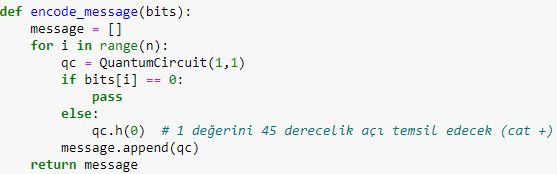 def encode_message(bits):
    message = []
    for i in range(n):
        qc = QuantumCircuit(1,1)
        if bits[i] == 0:
            pass
        else:
            qc.h(0)  # 1 değerini 45 derecelik açı temsil edecek (cat +)
        message.append(qc)
    return message